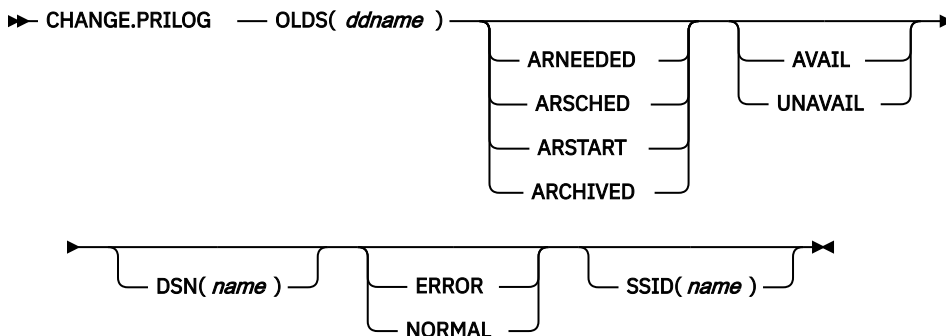 CHANGE.PRILOG OLDS( ddname )
ARNEEDED
ARSCHED
ARSTART
ARCHIVED
AVAIL
UNAVAIL
DSN( name )
ERROR
NORMAL
SSID( name )